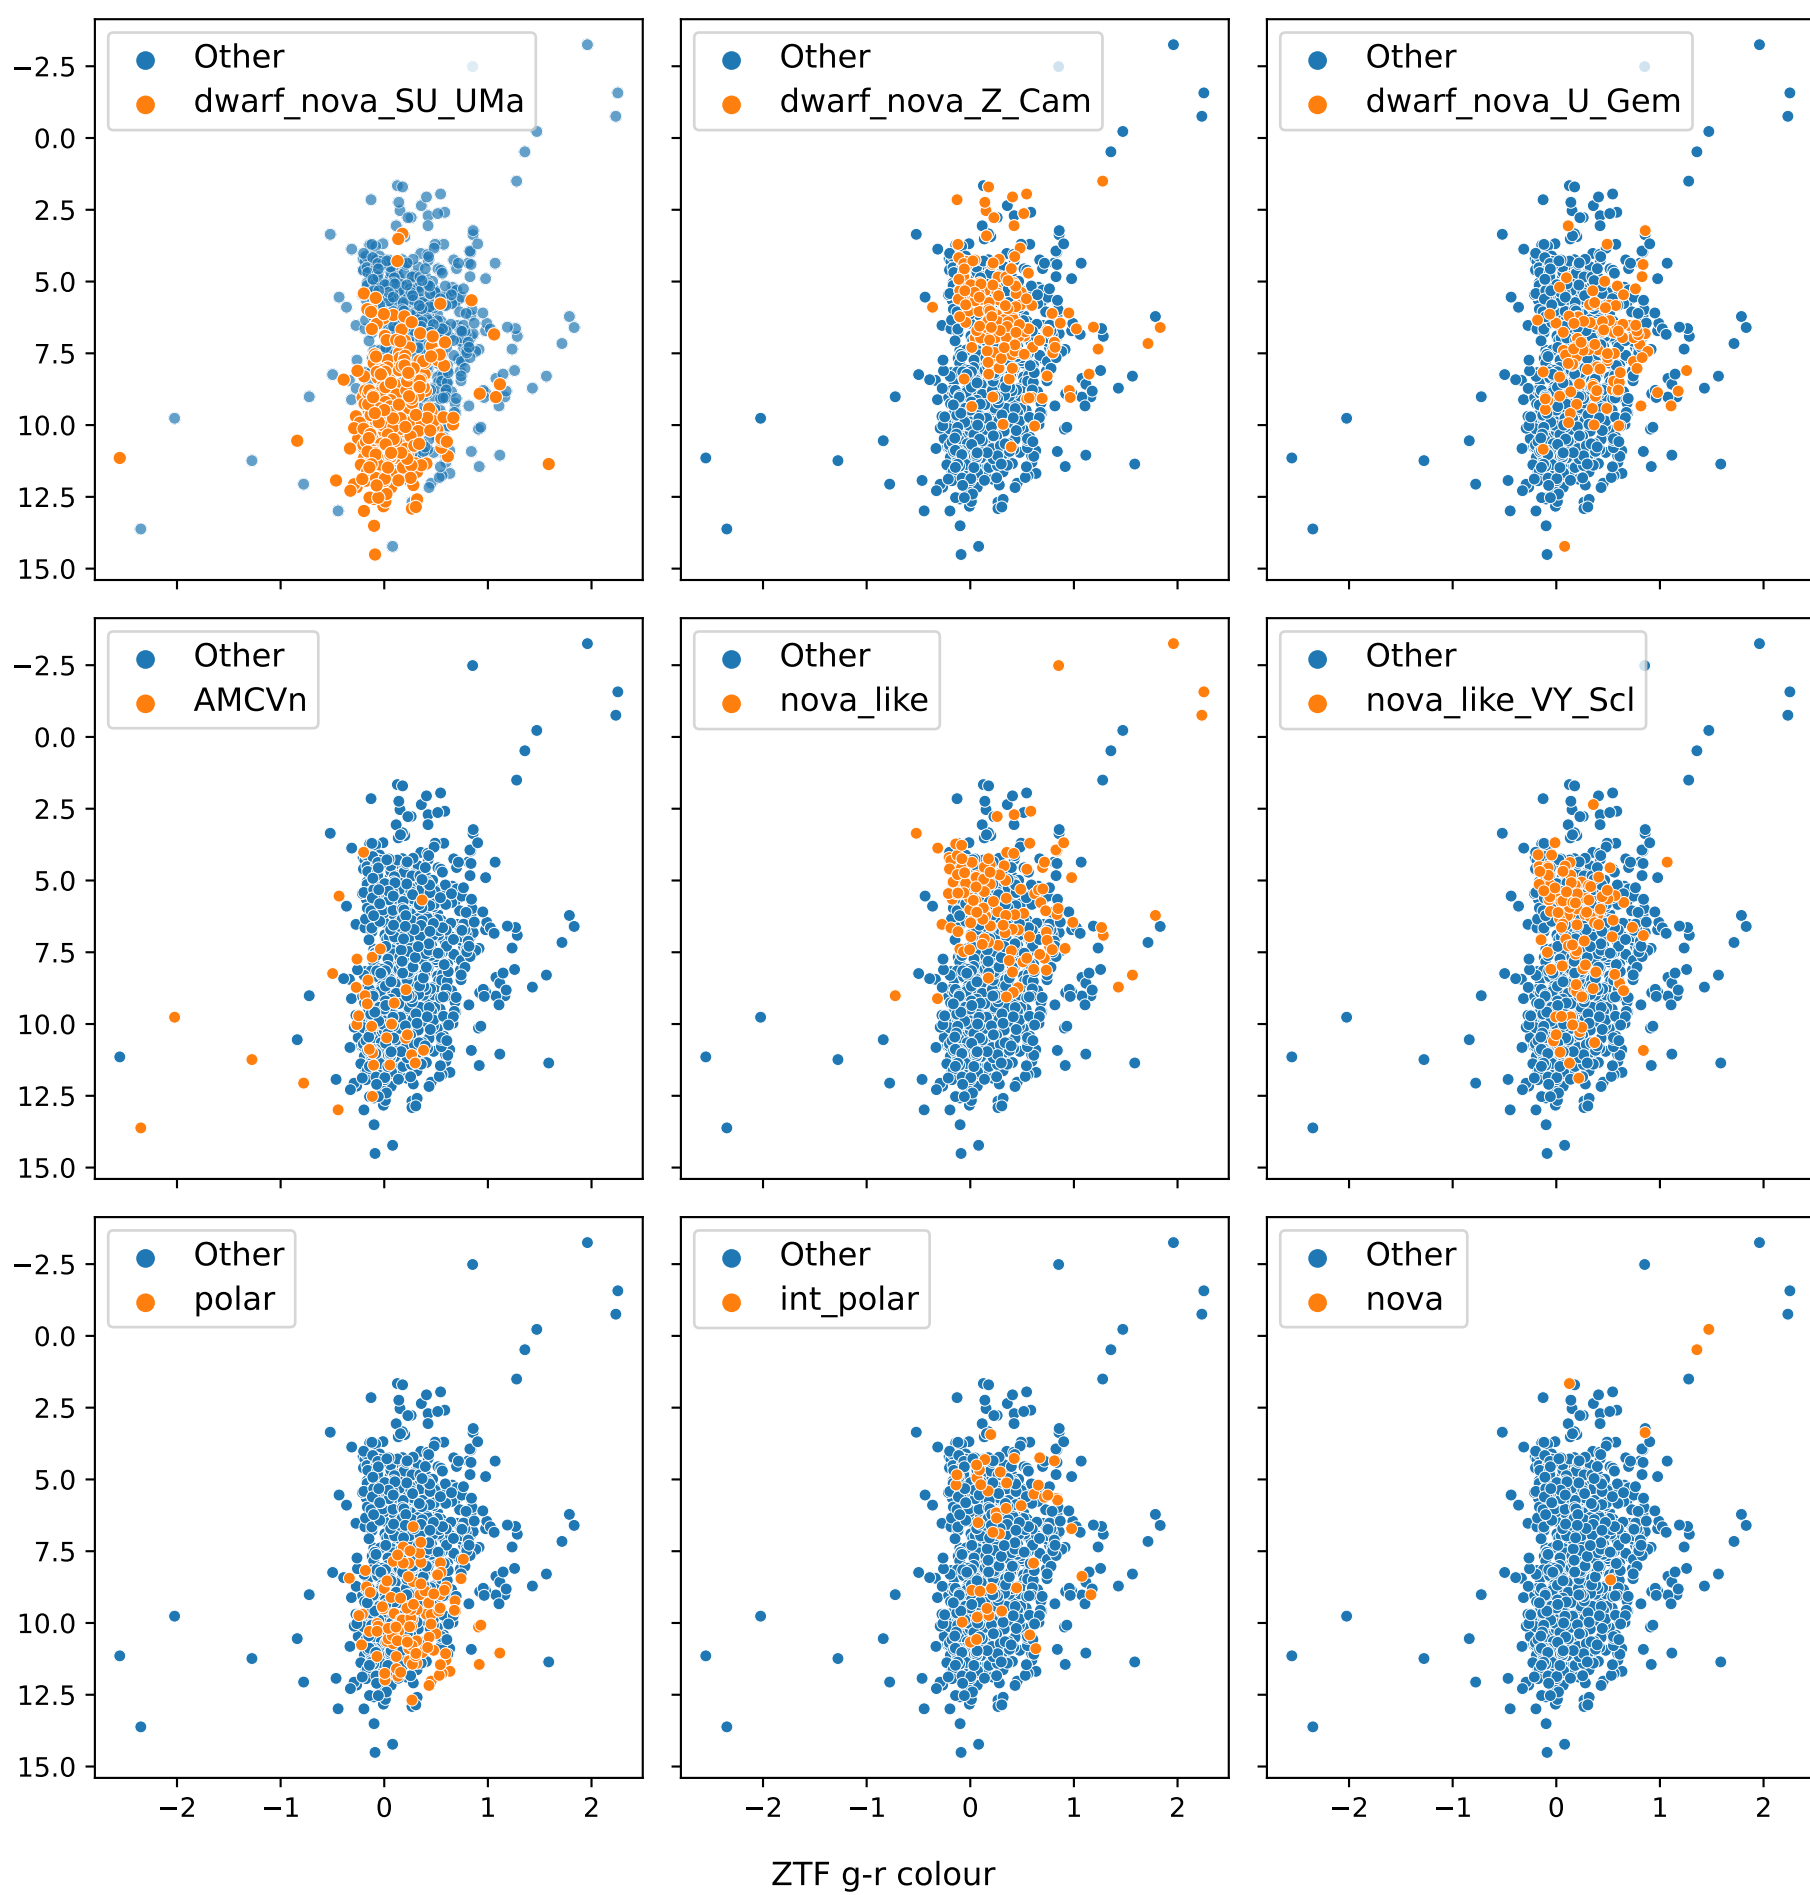 Other
dwarf_nova_SU_UMa
Other
dwarf_nova_Z_Cam
Other
dwarf_nova_U_Gem
−2.5
0.0
2.5
5.0
7.5
10.0
12.5
15.0
Other
AMCVn
Other
nova_like
Other
nova_like_VY_Scl
−2.5
0.0
2.5
5.0
7.5
10.0
12.5
15.0
Other
polar
Other
int_polar
Other
nova
−2.5
0.0
2.5
5.0
7.5
10.0
12.5
15.0
−2 −1 0 1 2 −2 −1 0 1 2 −2 −1 0 1 2
ZTF g-r colour